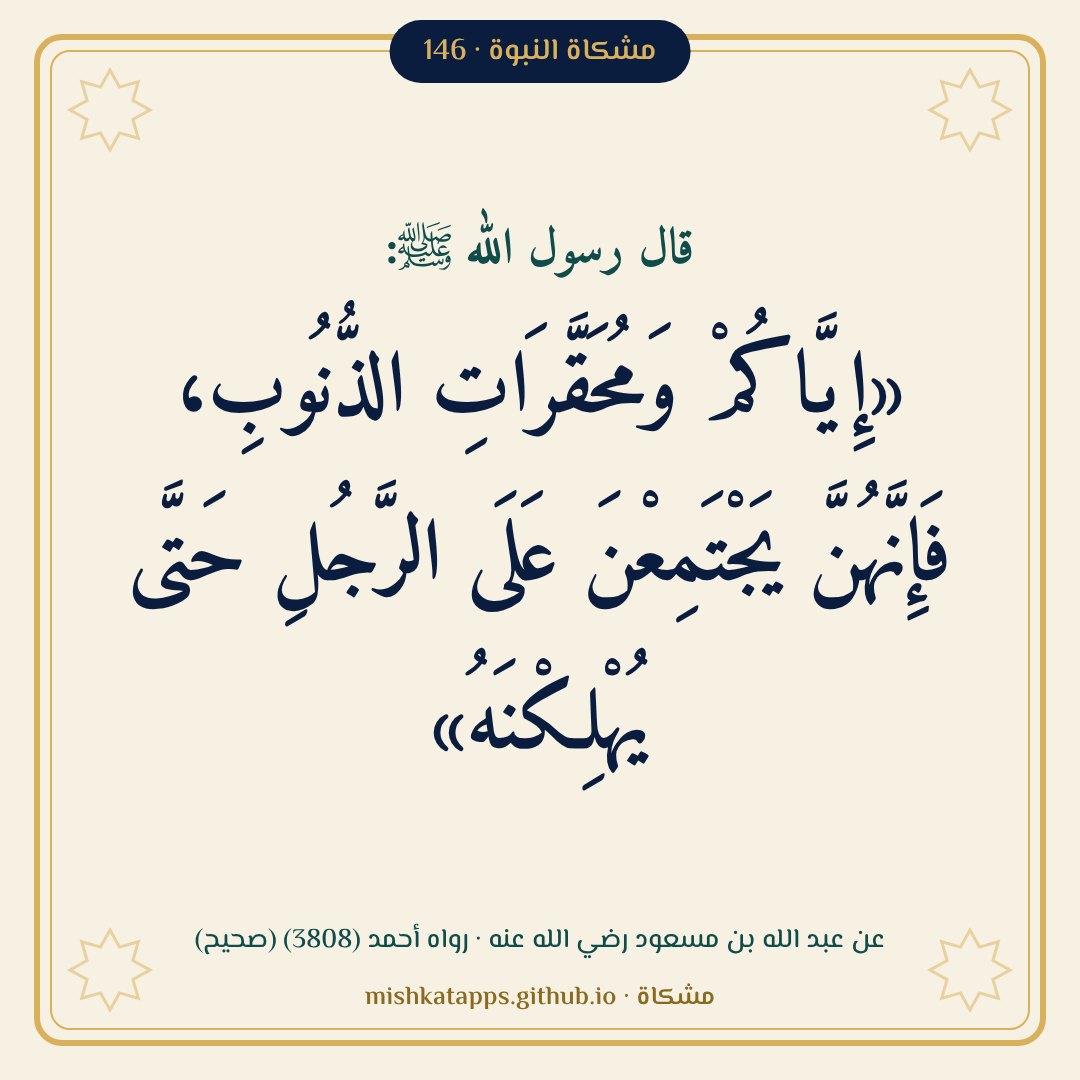 مشكاة النبوة · 146
قال رسول الله ﷺ:
«إِيَّاكُمْ وَمُحَقَّرَاتِ الذُّنُوبِ،
فَإِنَّهُنَّ يَجْتَمِعْنَ عَلَى الرَّجُلِ حَتَّى
يُهْلِكْنَهُ»
عن عبد الله بن مسعود رضي الله عنه · رواه أحمد (3808) (صحيح)
مشكاة · mishkatapps.github.io